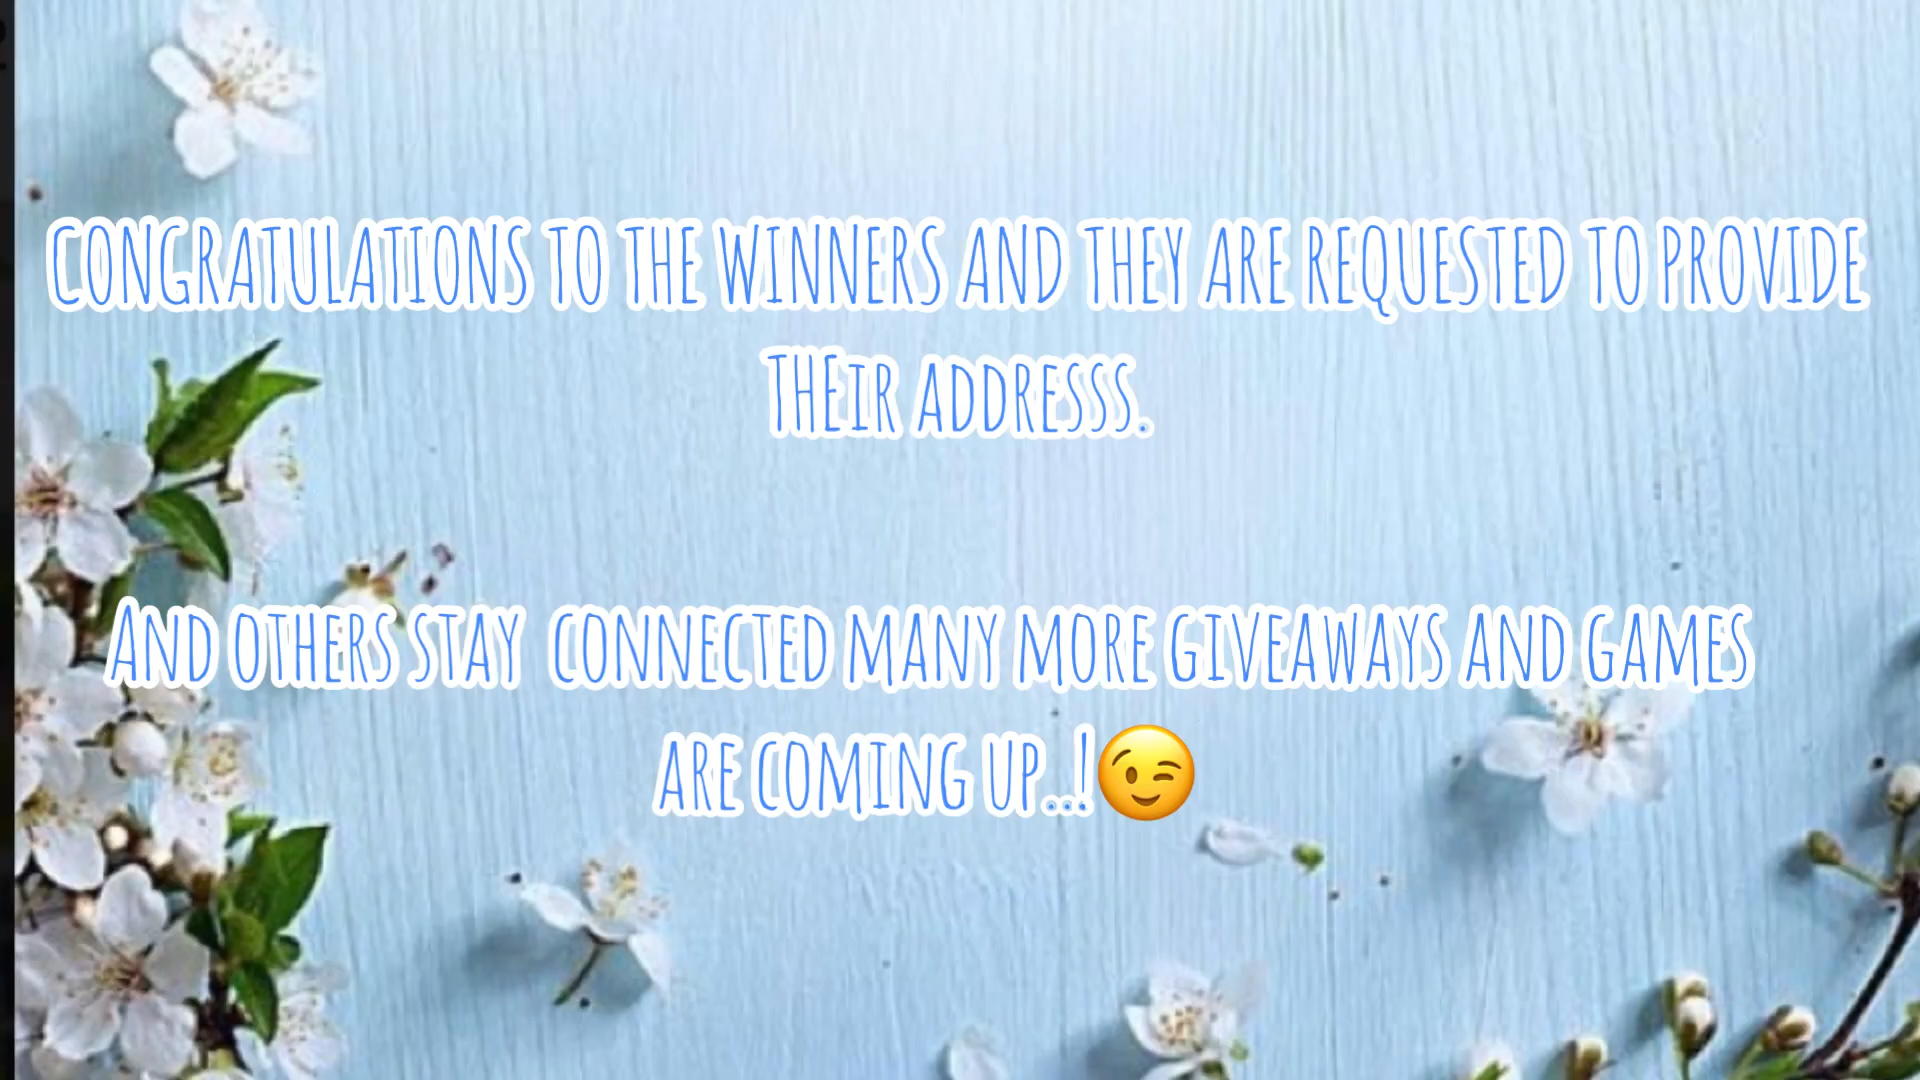 CONGRATULATIONS TO THE WINNERS AND THEY ARE REQUESTED TO PROVIDE
THEIR ADDRESSS.
AND OTHERS STAY CONNECTED MANY MORE GIVEAWAYS AND GAMES
ARE COMING UP..!😉